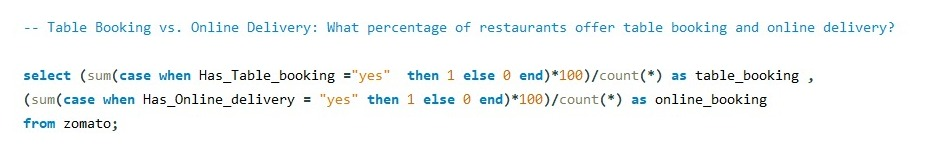 -- Table Booking vs. Online Delivery: What percentage of restaurants offer table booking and online delivery?
select (sum(case when Has_Table_booking ="yes"  then 1 else 0 end)*100)/count(*) as table_booking ,
(sum(case when Has_Online_delivery = "yes" then 1 else 0 end)*100)/count(*) as online_booking
from zomato;